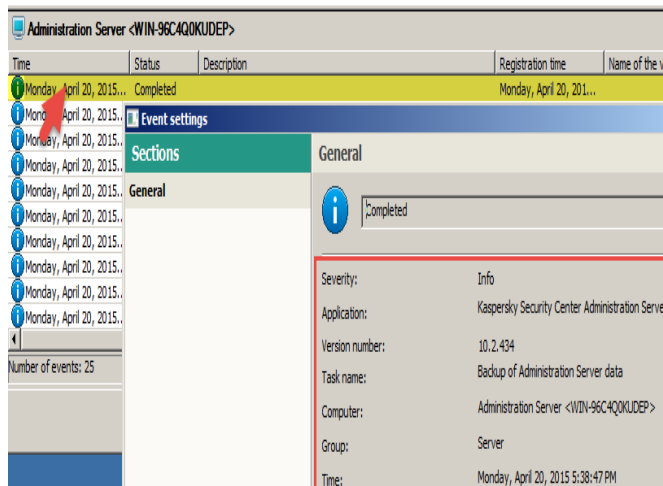 Administration Server <WIN-96C4Q0KUDEP>
Time Status Description Registration time Name of the v
Monday, April 20, 2015... Completed Monday, April 20, 201...
Monday, April 20, 2015..
Monday, April 20, 2015..
Monday, April 20, 2015..
Monday, April 20, 2015..
Monday, April 20, 2015..
Monday, April 20, 2015..
Monday, April 20, 2015..
Monday, April 20, 2015..
Monday, April 20, 2015..
Number of events: 25
Event settings
Sections
General
General
Completed
Severity: Info
Application: Kaspersky Security Center Administration Serve
Version number: 10.2.434
Task name: Backup of Administration Server data
Computer: Administration Server <WIN-96C4Q0KUDEP>
Group: Server
Time: Monday, April 20, 2015 5:38:47 PM